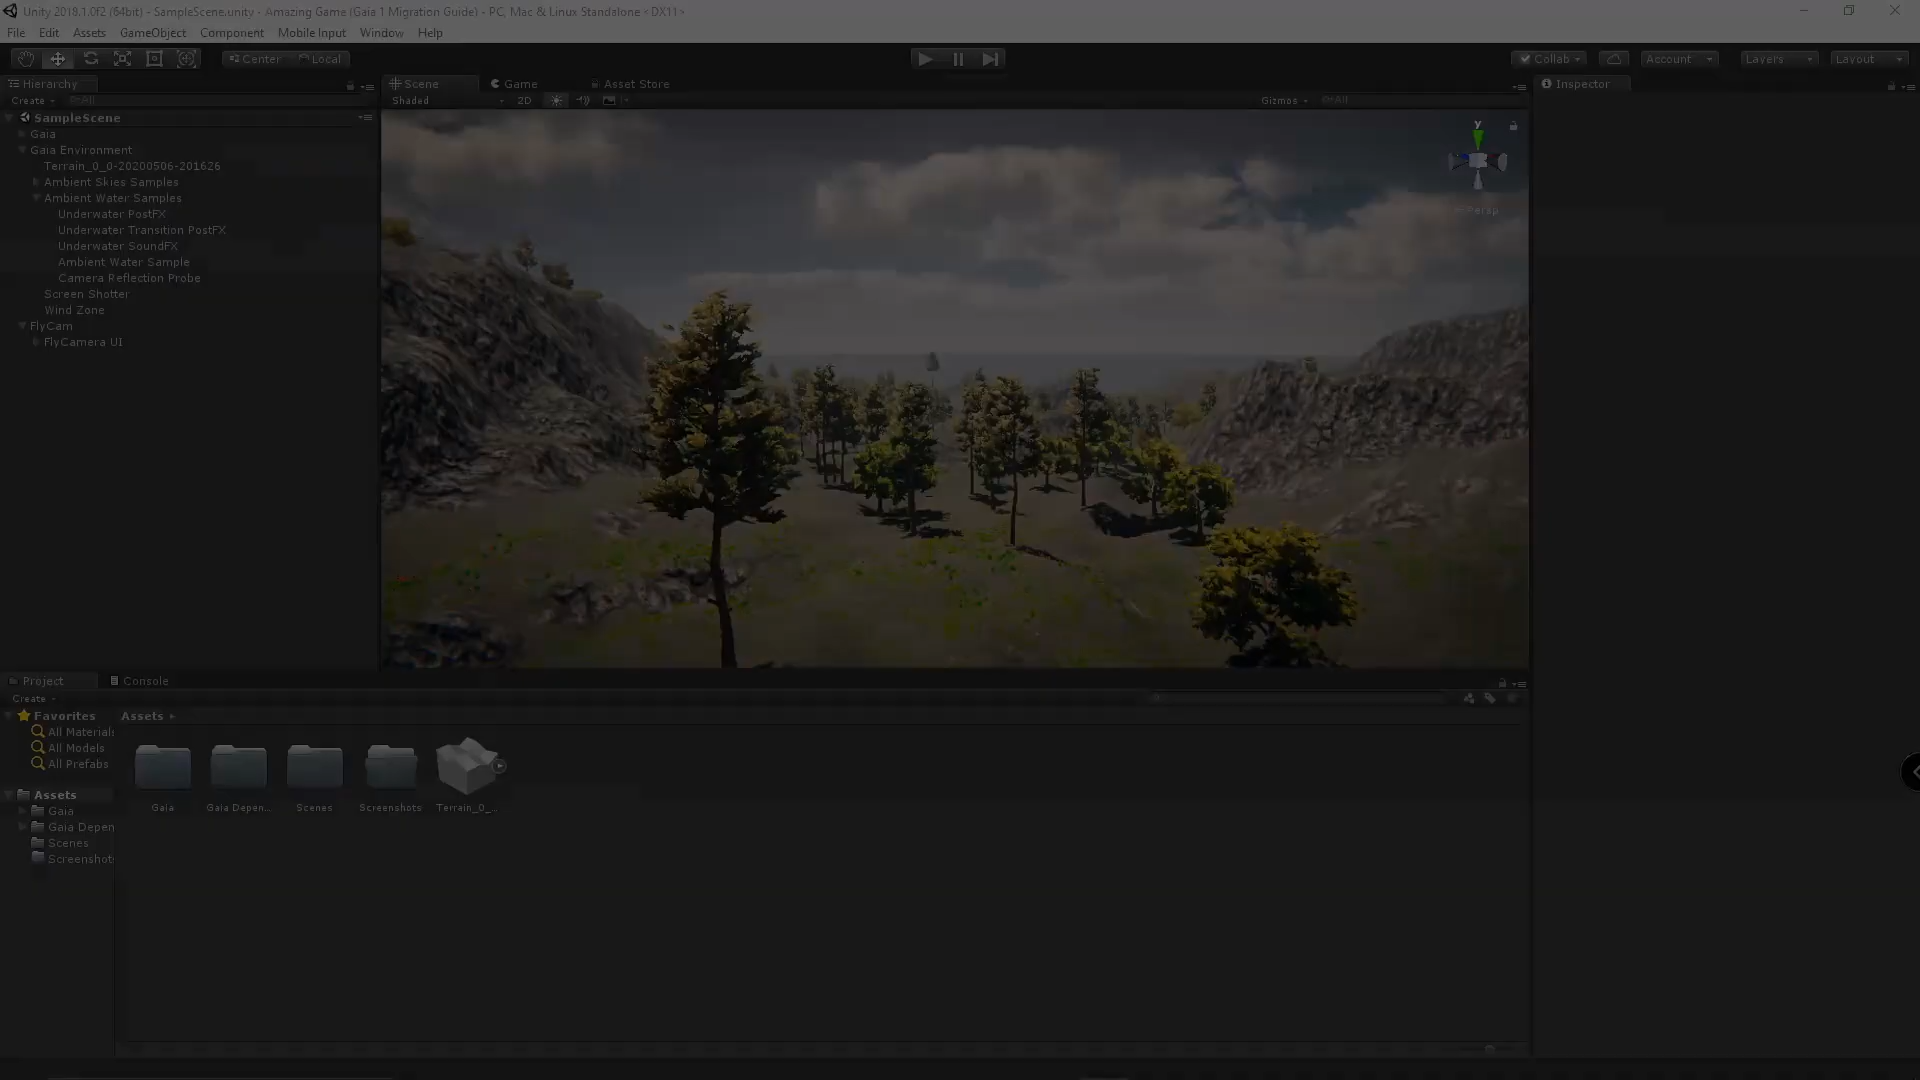 Unity 2018.1.0f2 (64bit) - SampleScene.unity - Amazing Game (Gaia 1 Migration Guide) - PC, Mac & Linux Standalone <DX11>
File Edit Assets GameObject Component Mobile Input Window Help
Center Local Collab Account Layers Layout
Hierarchy Scene Game Asset Store Inspector
Create All Shaded 2D Gizmos All
SampleScene
Gaia
Gaia Environment
Terrain_0_0-20200506-201626
Ambient Skies Samples
Ambient Water Samples
Underwater PostFX
Underwater Transition PostFX
Underwater SoundFX
Ambient Water Sample
Camera Reflection Probe
Screen Shotter
Wind Zone
FlyCam
FlyCamera UI
y
Persp
Project Console
Create
Favorites
All Materials
All Models
All Prefabs
Assets
Gaia
Gaia Depen
Scenes
Screenshot
Assets
Gaia Gaia Depen... Scenes Screenshots Terrain_0_...